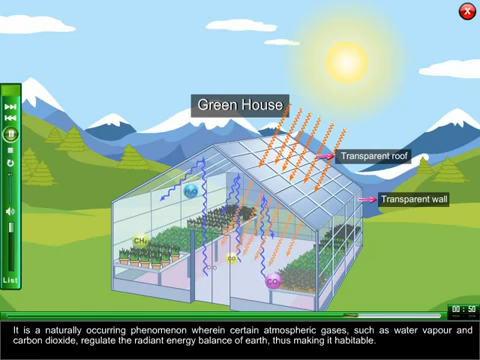 Green House
Transparent roof
Transparent wall
CH₄
List
00 : 50
It is a naturally occurring phenomenon wherein certain atmospheric gases, such as water vapour and
carbon dioxide, regulate the radiant energy balance of earth, thus making it habitable.